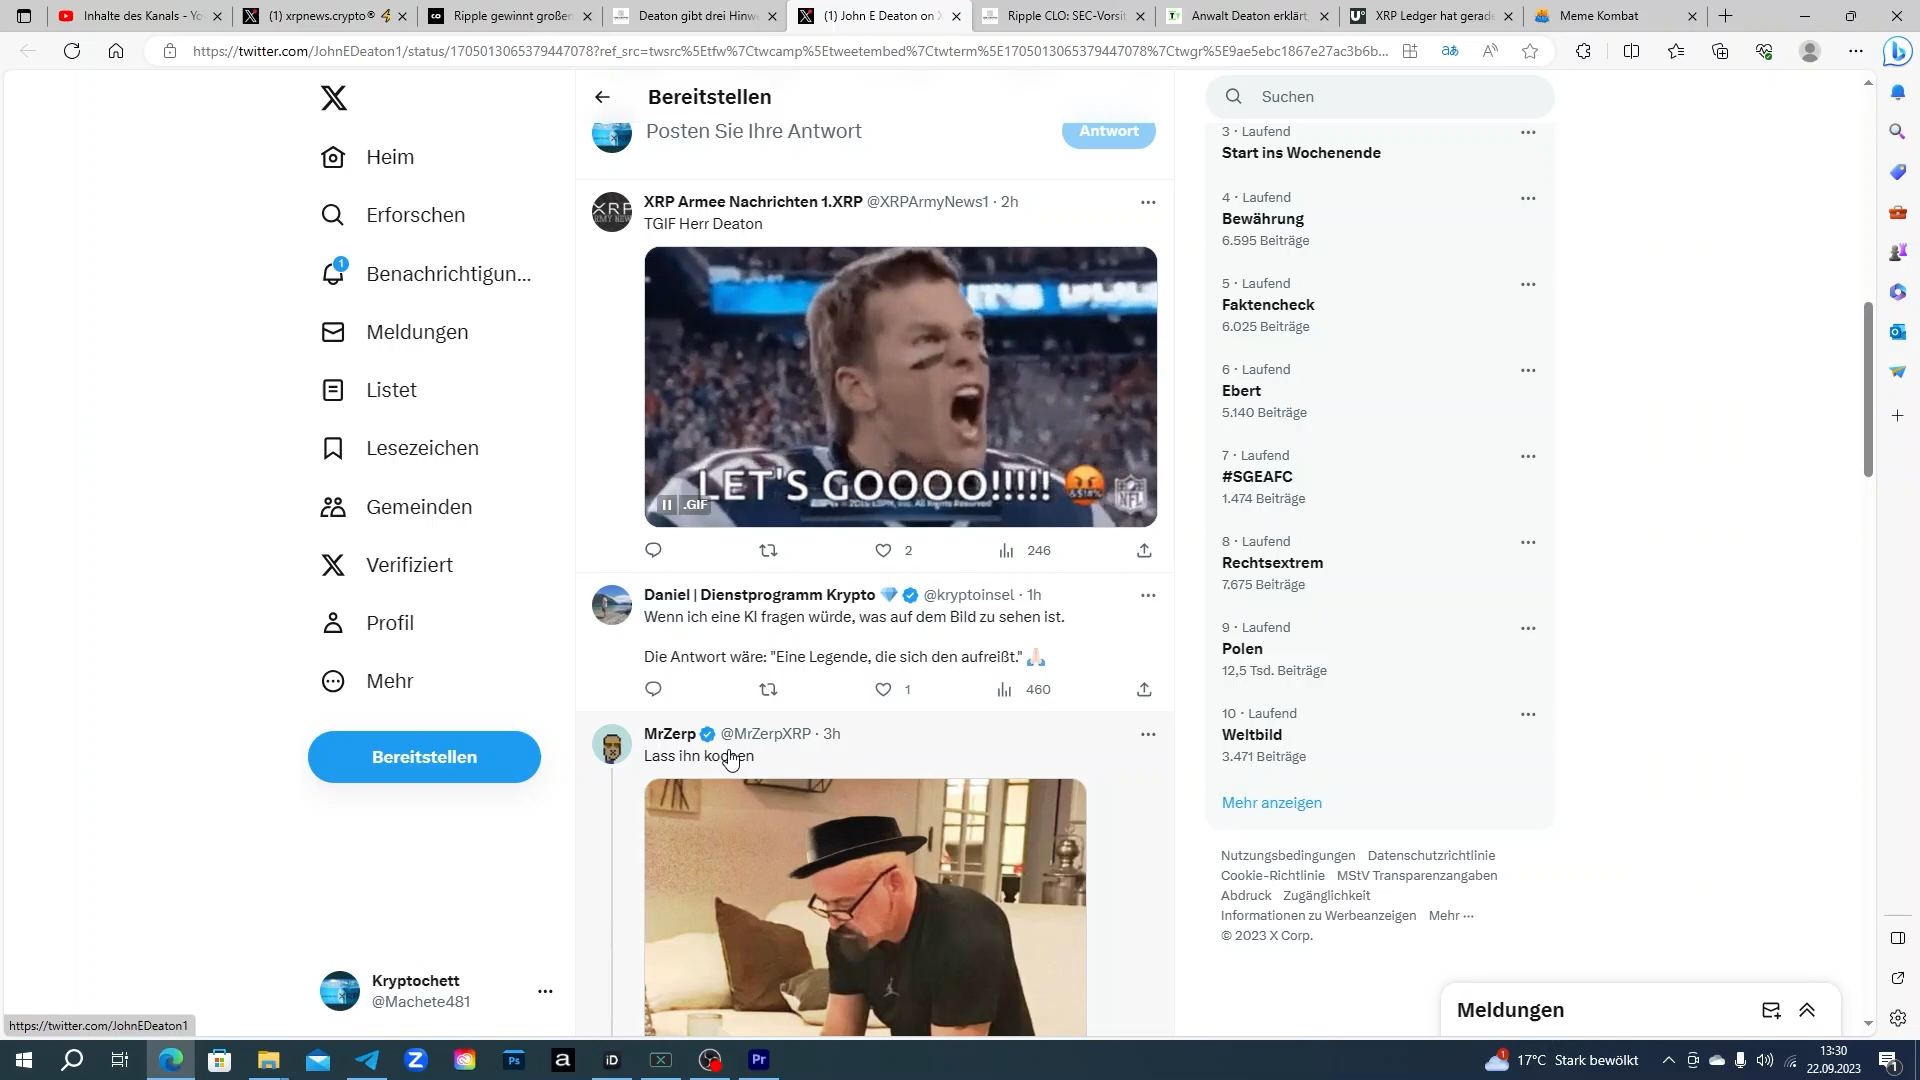 Inhalte des Kanals - Yo
(1) xrpnews.crypto® ⚡
Ripple gewinnt großen
Deaton gibt drei Hinw
(1) John E Deaton on X
Ripple CLO: SEC-Vorsit
Anwalt Deaton erklärt,
XRP Ledger hat gerade
Meme Kombat
https://twitter.com/JohnEDeaton1/status/1705013065379447078?ref_src=twsrc%5Etfw%7Ctwcamp%5Etweetembed%7Ctwterm%5E1705013065379447078%7Ctwgr%5E9ae5ebc1867e27ac3b6b...
Heim
Erforschen
1
Benachrichtigun...
Meldungen
Listet
Lesezeichen
Gemeinden
Verifiziert
Profil
Mehr
Bereitstellen
Kryptochett
@Machete481
https://twitter.com/JohnEDeaton1
Bereitstellen
Posten Sie Ihre Antwort
Antwort
XRP Armee Nachrichten 1.XRP @XRPArmyNews1 · 2h
TGIF Herr Deaton
LET'S GOOOO!!!!!
GIF
NFL
2
246
Daniel | Dienstprogramm Krypto 💎 @kryptoinsel · 1h
Wenn ich eine KI fragen würde, was auf dem Bild zu sehen ist.
Die Antwort wäre: "Eine Legende, die sich den aufreißt." 🙏🏻
1
460
MrZerp @MrZerpXRP · 3h
Lass ihn kochen
Suchen
3 · Laufend
Start ins Wochenende
4 · Laufend
Bewährung
6.595 Beiträge
5 · Laufend
Faktencheck
6.025 Beiträge
6 · Laufend
Ebert
5.140 Beiträge
7 · Laufend
#SGEAFC
1.474 Beiträge
8 · Laufend
Rechtsextrem
7.675 Beiträge
9 · Laufend
Polen
12,5 Tsd. Beiträge
10 · Laufend
Weltbild
3.471 Beiträge
Mehr anzeigen
Nutzungsbedingungen Datenschutzrichtlinie
Cookie-Richtlinie MStV Transparenzangaben
Abdruck Zugänglichkeit
Informationen zu Werbeanzeigen Mehr ···
© 2023 X Corp.
Meldungen
17°C Stark bewölkt
13:30
22.09.2023